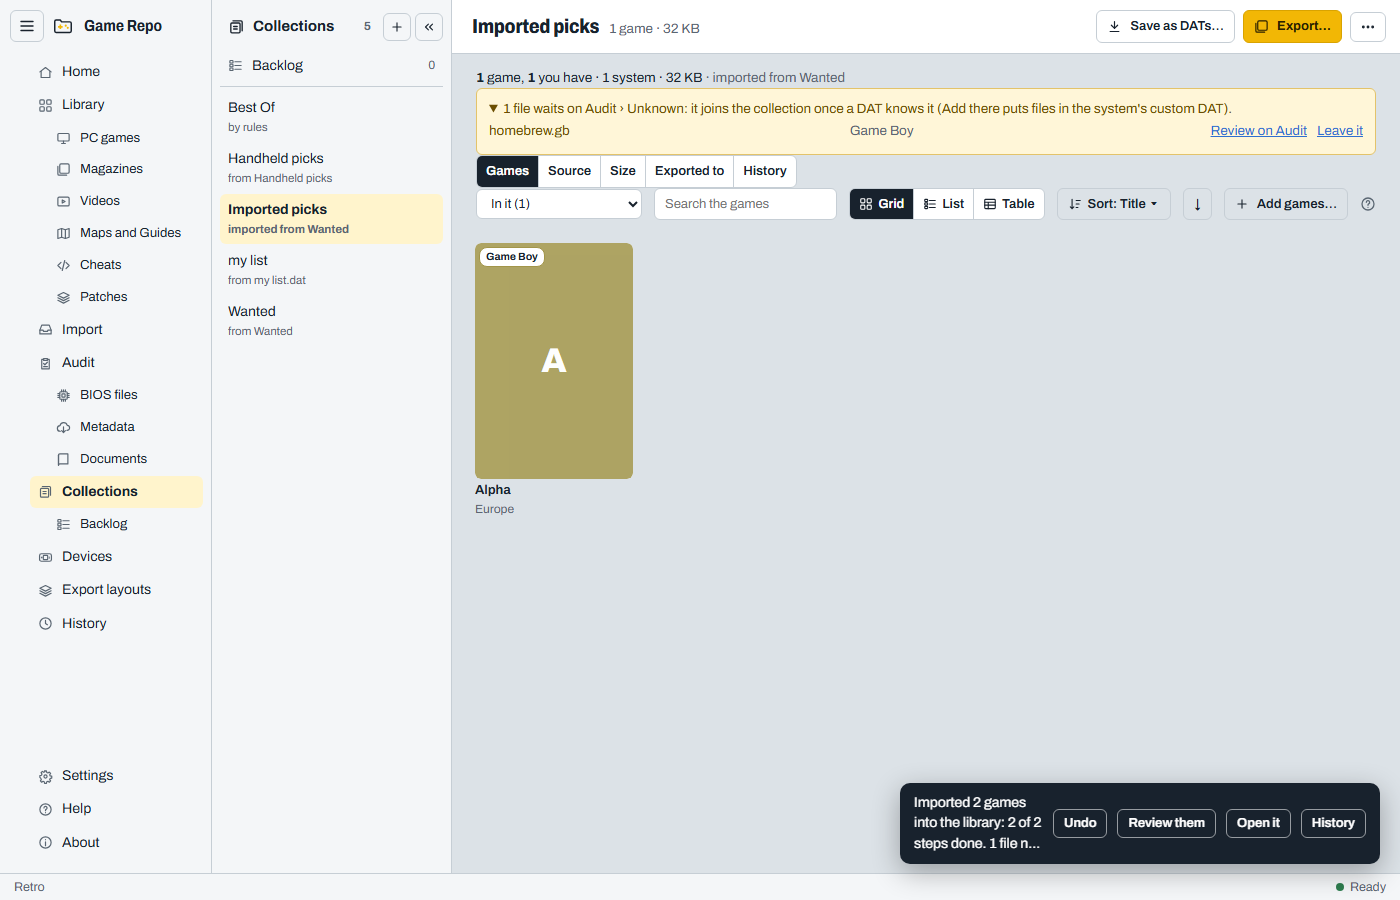 Game Repo
Home
Library
PC games
Magazines
Videos
Maps and Guides
Cheats
Patches
Import
Audit
BIOS files
Metadata
Documents
Collections
Backlog
Devices
Export layouts
History
Settings
Help
About
Collections 5
Backlog 0
Best Of
by rules
Handheld picks
from Handheld picks
Imported picks
imported from Wanted
my list
from my list.dat
Wanted
from Wanted
Imported picks 1 game · 32 KB
Save as DATs...
Export...
1 game, 1 you have · 1 system · 32 KB · imported from Wanted
▼ 1 file waits on Audit › Unknown: it joins the collection once a DAT knows it (Add there puts files in the system's custom DAT).
homebrew.gb Game Boy Review on Audit Leave it
Games Source Size Exported to History
In it (1) Search the games Grid List Table Sort: Title ↓ + Add games...
Game Boy
A
Alpha
Europe
Imported 2 games
into the library: 2 of 2
steps done. 1 file n...
Undo Review them Open it History
Retro Ready